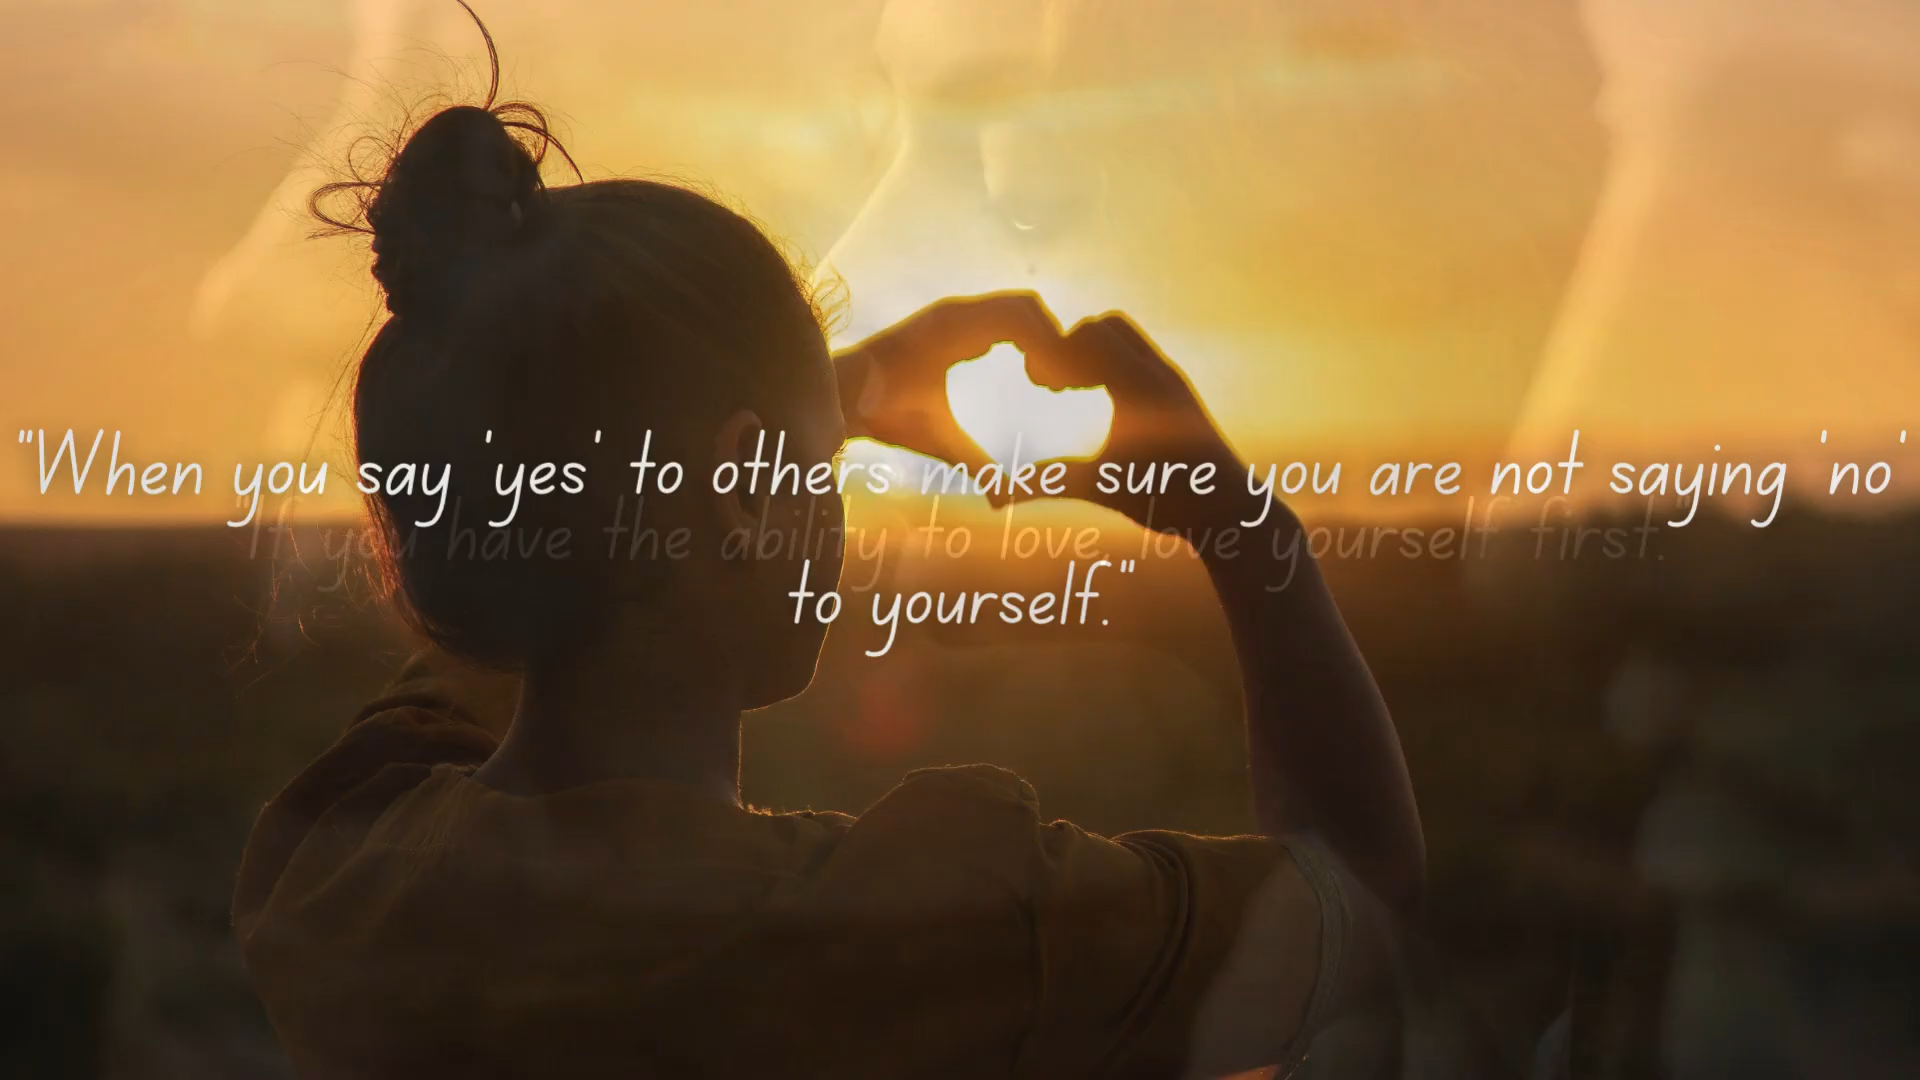 "When you say 'yes' to others make sure you are not saying 'no'
"If you have the ability to love, love yourself first."
to yourself."